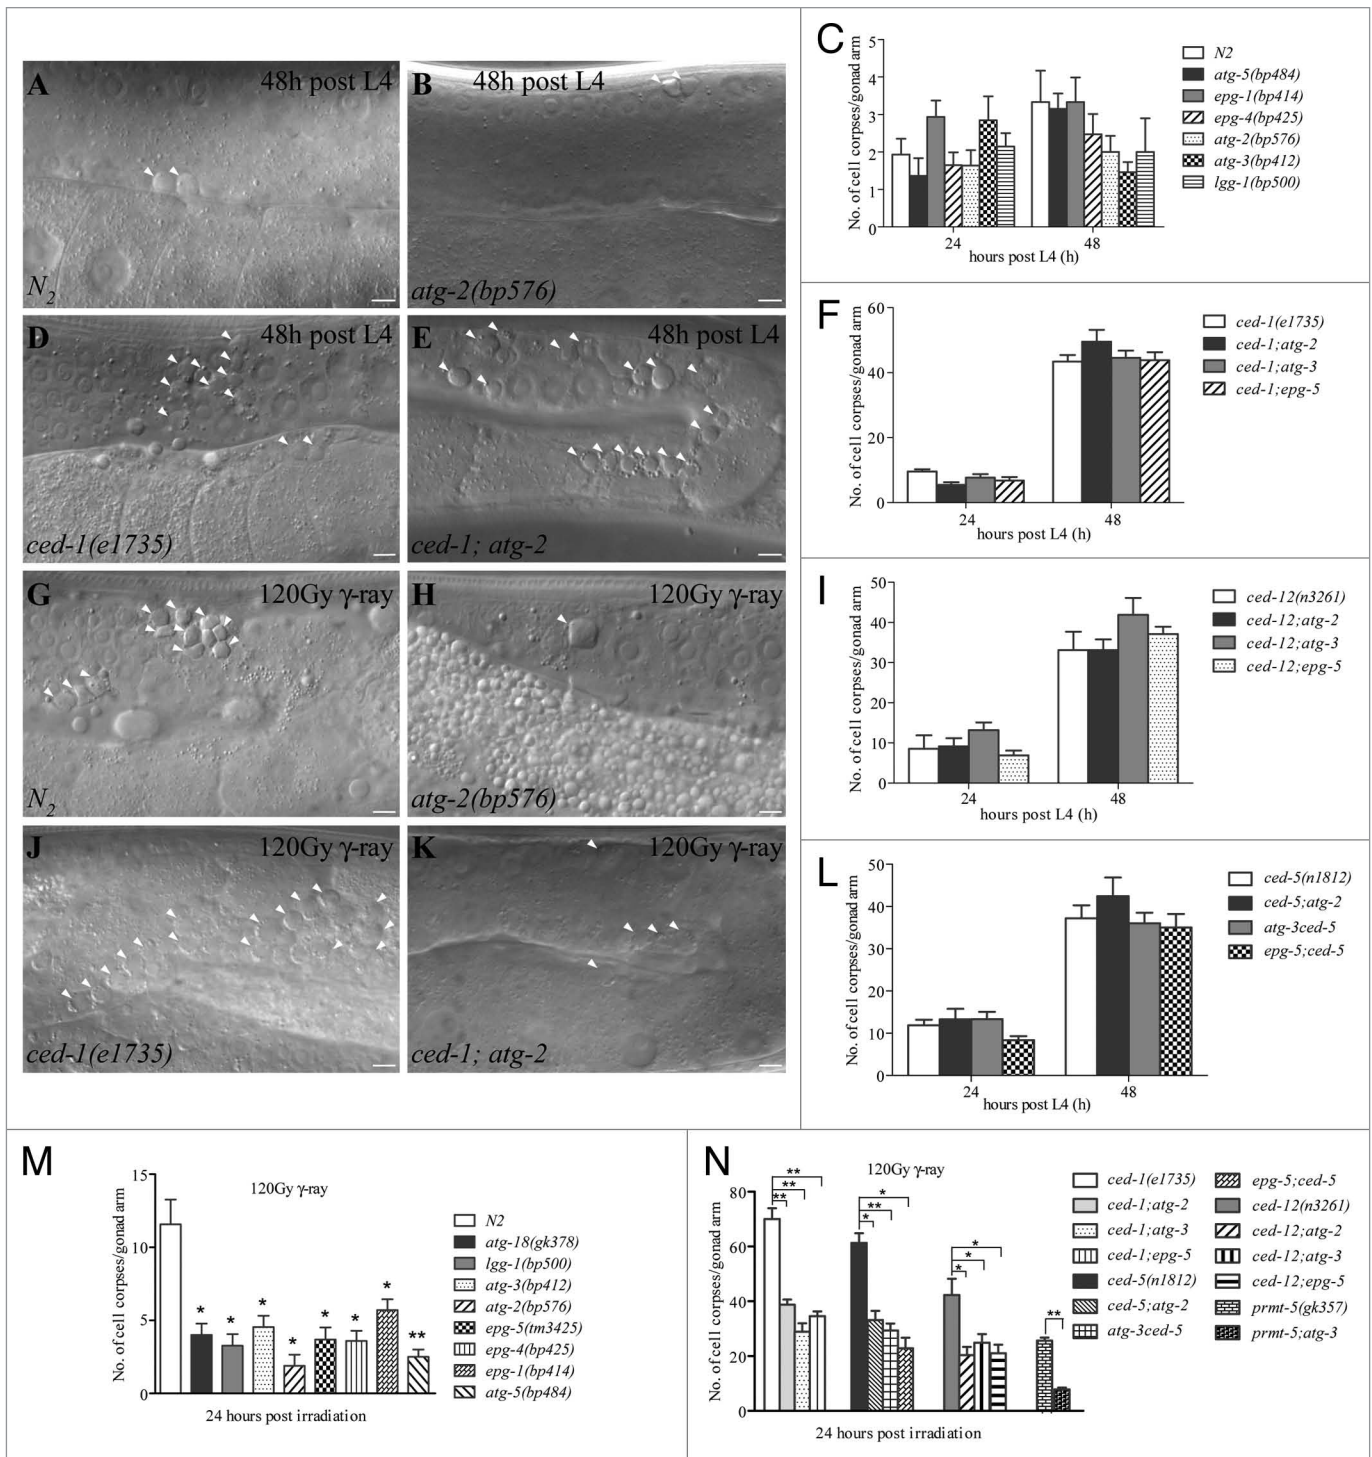 A
48h post L4
N2
B
48h post L4
atg-2(bp576)
C
No. of cell corpses/gonad arm
5
4
3
2
1
0
24
48
hours post L4 (h)
N2
atg-5(bp484)
epg-1(bp414)
epg-4(bp425)
atg-2(bp576)
atg-3(bp412)
lgg-1(bp500)
D
48h post L4
ced-1(e1735)
E
48h post L4
ced-1; atg-2
F
No. of cell corpses/gonad arm
60
40
20
0
24
48
hours post L4 (h)
ced-1(e1735)
ced-1;atg-2
ced-1;atg-3
ced-1;epg-5
G
120Gy γ-ray
N2
H
120Gy γ-ray
atg-2(bp576)
I
No. of cell corpses/gonad arm
50
40
30
20
10
0
24
48
hours post L4 (h)
ced-12(n3261)
ced-12;atg-2
ced-12;atg-3
ced-12;epg-5
J
120Gy γ-ray
ced-1(e1735)
K
120Gy γ-ray
ced-1; atg-2
L
No. of cell corpses/gonad arm
50
40
30
20
10
0
24
48
hours post L4 (h)
ced-5(n1812)
ced-5;atg-2
atg-3ced-5
epg-5;ced-5
M
120Gy γ-ray
No. of cell corpses/gonad arm
15
10
5
0
* * * * * * * **
24 hours post irradiation
N2
atg-18(gk378)
lgg-1(bp500)
atg-3(bp412)
atg-2(bp576)
epg-5(tm3425)
epg-4(bp425)
epg-1(bp414)
atg-5(bp484)
N
120Gy γ-ray
No. of cell corpses/gonad arm
80
60
40
20
0
**
**
**
*
**
*
*
*
*
**
24 hours post irradiation
ced-1(e1735)
ced-1;atg-2
ced-1;atg-3
ced-1;epg-5
ced-5(n1812)
ced-5;atg-2
atg-3ced-5
epg-5;ced-5
ced-12(n3261)
ced-12;atg-2
ced-12;atg-3
ced-12;epg-5
prmt-5(gk357)
prmt-5;atg-3